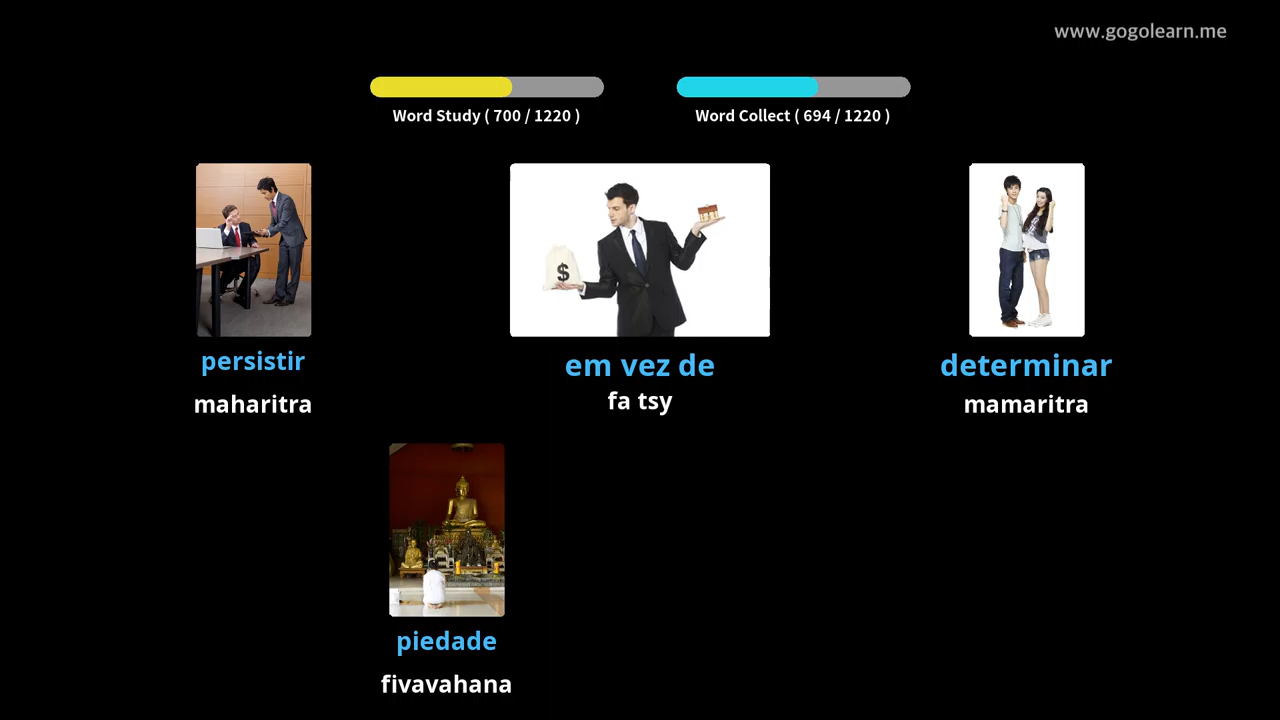 www.gogolearn.me
Word Study ( 700 / 1220 )
Word Collect ( 694 / 1220 )
$
persistir
maharitra
em vez de
fa tsy
determinar
mamaritra
piedade
fivavahana